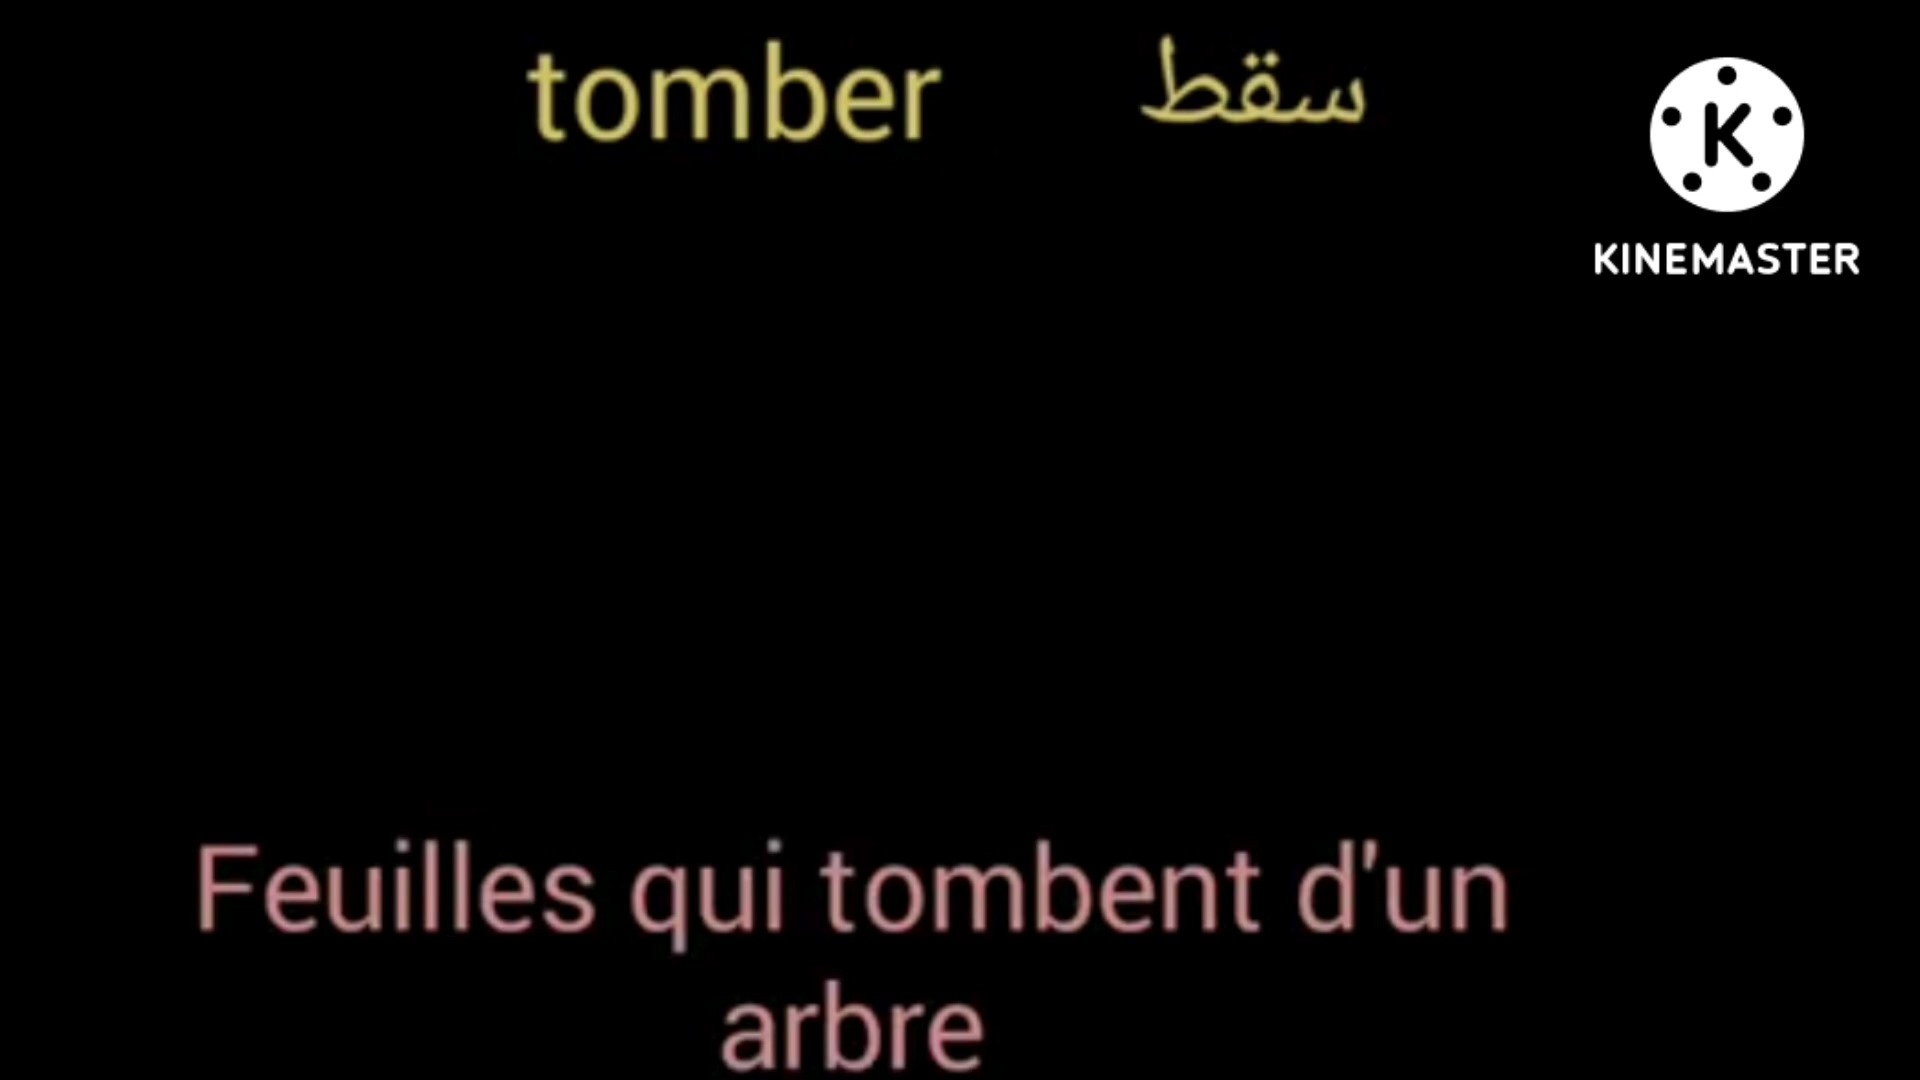 tomber سقط
K
KINEMASTER
Feuilles qui tombent d'un
arbre